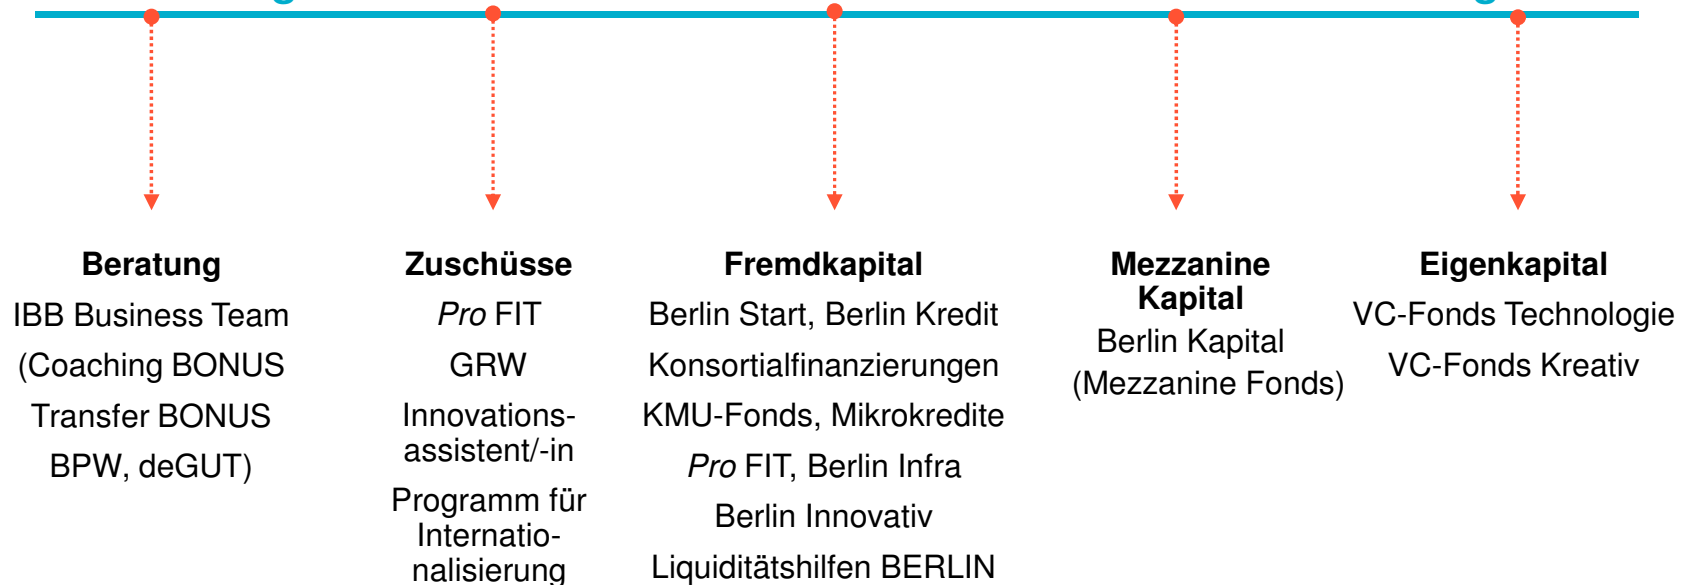 Beratung
IBB Business Team
(Coaching BONUS
Transfer BONUS
BPW, deGUT)
Zuschüsse
Pro FIT
GRW
Innovations-
assistent/-in
Programm für
Internatio-
nalisierung
Fremdkapital
Berlin Start, Berlin Kredit
Konsortialfinanzierungen
KMU-Fonds, Mikrokredite
Pro FIT, Berlin Infra
Berlin Innovativ
Liquiditätshilfen BERLIN
Mezzanine
Kapital
Berlin Kapital
(Mezzanine Fonds)
Eigenkapital
VC-Fonds Technologie
VC-Fonds Kreativ